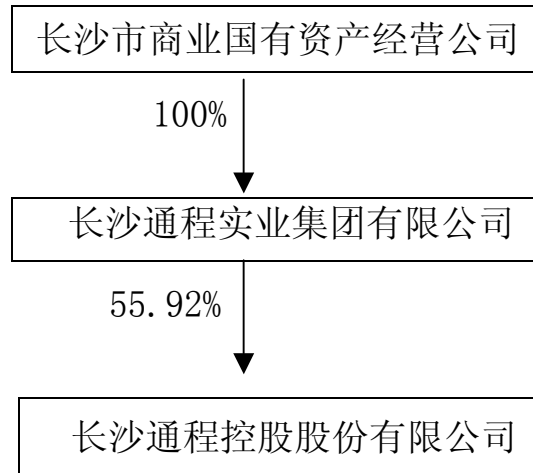 长沙市商业国有资产经营公司
100%
长沙通程实业集团有限公司
55.92%
长沙通程控股股份有限公司